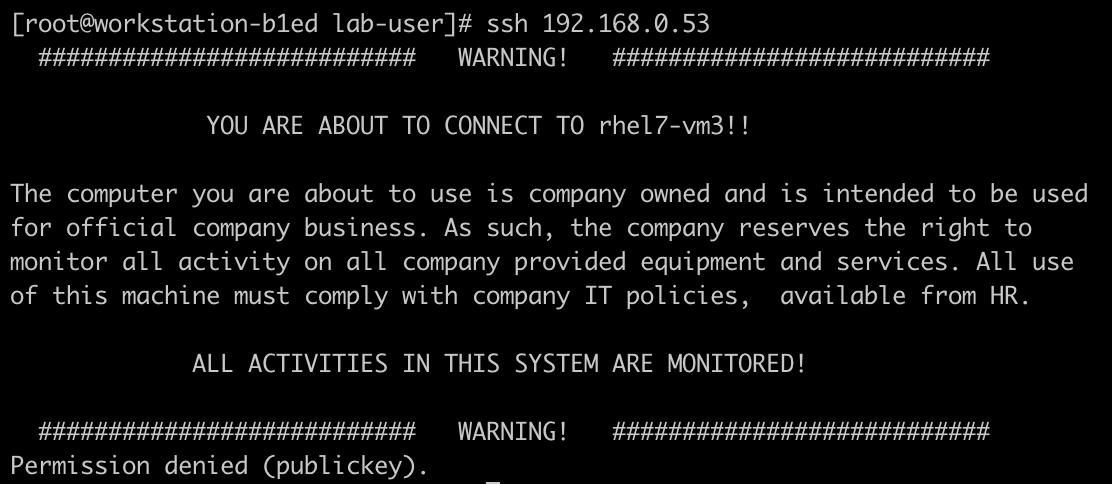 [root@workstation-b1ed lab-user]# ssh 192.168.0.53
########################### WARNING! ###########################
YOU ARE ABOUT TO CONNECT TO rhel7-vm3!!
The computer you are about to use is company owned and is intended to be used
for official company business. As such, the company reserves the right to
monitor all activity on all company provided equipment and services. All use
of this machine must comply with company IT policies,  available from HR.
ALL ACTIVITIES IN THIS SYSTEM ARE MONITORED!
########################### WARNING! ###########################
Permission denied (publickey).